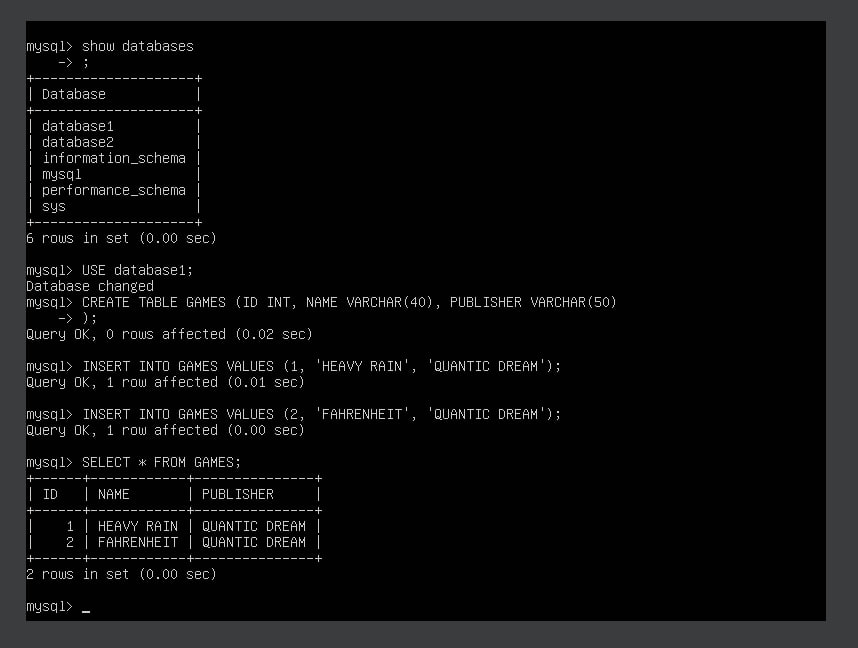 mysql> show databases
    -> ;
+--------------------+
| Database           |
+--------------------+
| database1          |
| database2          |
| information_schema |
| mysql              |
| performance_schema |
| sys                |
+--------------------+
6 rows in set (0.00 sec)
mysql> USE database1;
Database changed
mysql> CREATE TABLE GAMES (ID INT, NAME VARCHAR(40), PUBLISHER VARCHAR(50)
    -> );
Query OK, 0 rows affected (0.02 sec)
mysql> INSERT INTO GAMES VALUES (1, 'HEAVY RAIN', 'QUANTIC DREAM');
Query OK, 1 row affected (0.01 sec)
mysql> INSERT INTO GAMES VALUES (2, 'FAHRENHEIT', 'QUANTIC DREAM');
Query OK, 1 row affected (0.00 sec)
mysql> SELECT * FROM GAMES;
+------+------------+---------------+
| ID   | NAME       | PUBLISHER     |
+------+------------+---------------+
|    1 | HEAVY RAIN | QUANTIC DREAM |
|    2 | FAHRENHEIT | QUANTIC DREAM |
+------+------------+---------------+
2 rows in set (0.00 sec)
mysql> _